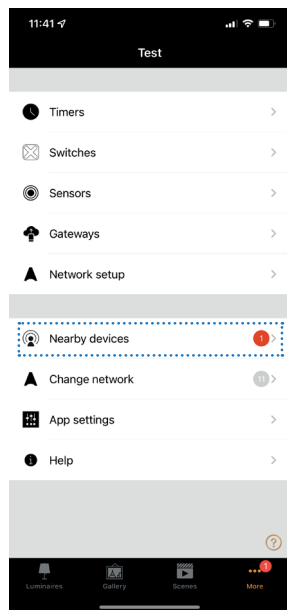 11:41
Test
Timers
Switches
Sensors
Gateways
Network setup
Nearby devices 1
Change network 11
App settings
Help
?
1
Luminaires Gallery Scenes More